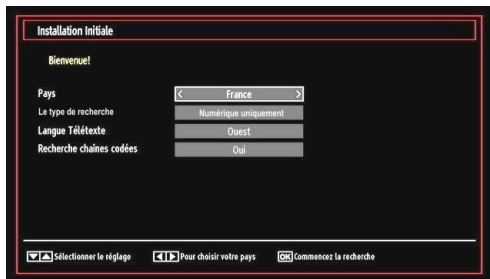 Installation Initiale
Bienvenue!
Pays < France >
Le type de recherche Numérique uniquement
Langue Télétexte Ouest
Recherche chaînes codées Oui
Sélectionner le réglage Pour choisir votre pays OK Commencez la recherche